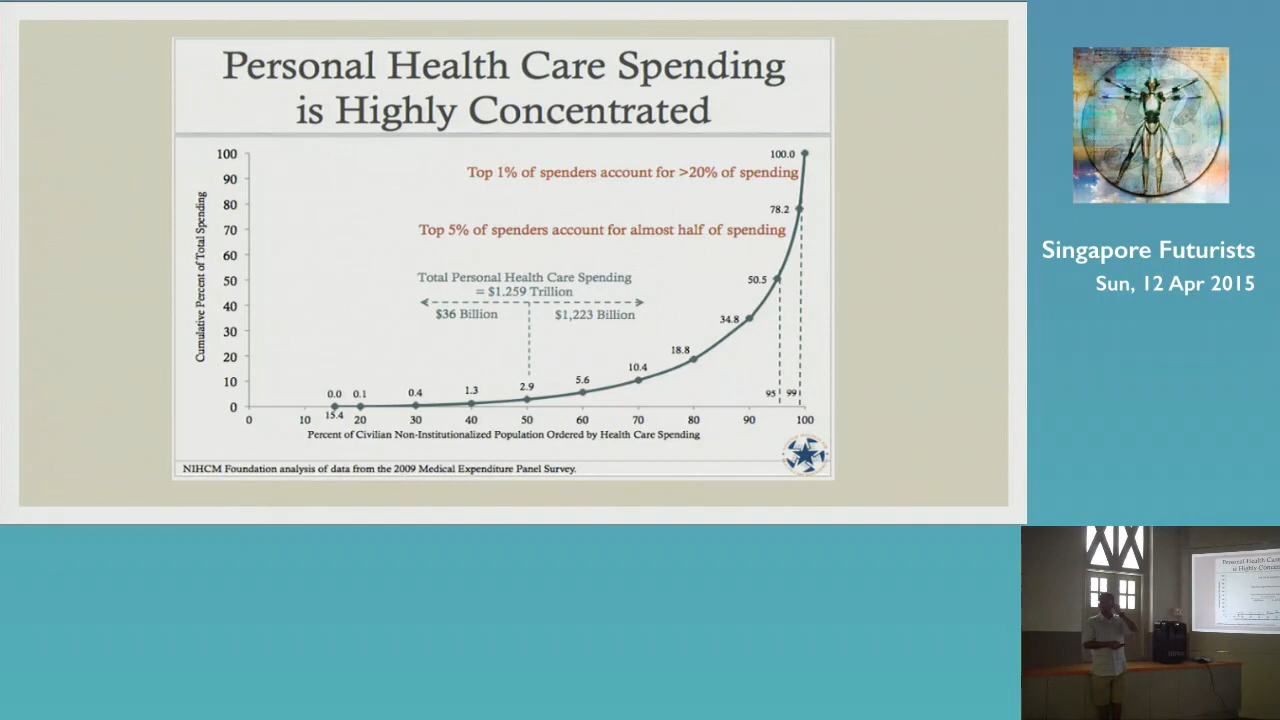 Personal Health Care Spending
is Highly Concentrated
Cumulative Percent of Total Spending
100
90
80
70
60
50
40
30
20
10
0
100.0
Top 1% of spenders account for >20% of spending
78.2
Top 5% of spenders account for almost half of spending
Total Personal Health Care Spending
= $1.259 Trillion
50.5
$36 Billion $1,223 Billion
34.8
18.8
10.4
0.0 0.1 0.4 1.3 2.9 5.6
95 99
15.4
0 10 20 30 40 50 60 70 80 90 100
Percent of Civilian Non-Institutionalized Population Ordered by Health Care Spending
NIHCM Foundation analysis of data from the 2009 Medical Expenditure Panel Survey.
Singapore Futurists
Sun, 12 Apr 2015
Personal Health Care
is Highly